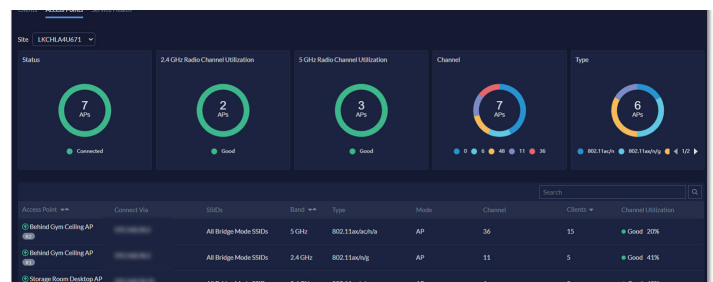 Clients Access Points Service Health
Site LKCHLA4U671
Status
2.4 GHz Radio Channel Utilization
5 GHz Radio Channel Utilization
Channel
Type
7
APs
2
APs
3
APs
7
APs
6
APs
Connected
Good
Good
0 6 48 11 36
802.11ac/n 802.11ax/n/g 1/2
Search
Access Point Connect Via SSIDs Band Type Mode Channel Clients Channel Utilization
Behind Gym Ceiling AP All Bridge Mode SSIDs 5 GHz 802.11ax/ac/n/a AP 36 15 Good 20%
R2
Behind Gym Ceiling AP All Bridge Mode SSIDs 2.4 GHz 802.11ax/n/g AP 11 5 Good 41%
R1
Storage Room Desktop AP